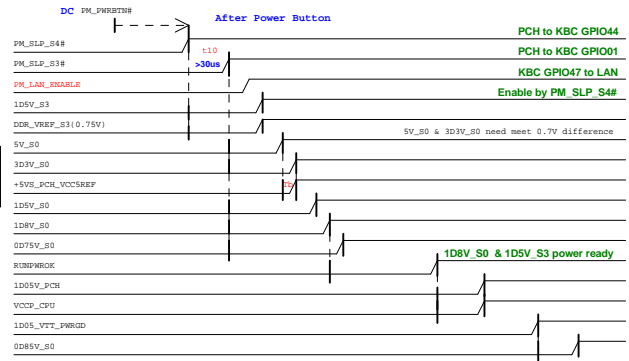 DC PM_PWRBTN#
After Power Button
PCH to KBC GPIO44
PM_SLP_S4#
t10
PCH to KBC GPIO01
PM_SLP_S3#
>30us
KBC GPIO47 to LAN
PM_LAN_ENABLE
Enable by PM_SLP_S4#
1D5V_S3
DDR_VREF_S3(0.75V)
5V_S0 & 3D3V_S0 need meet 0.7V difference
5V_S0
3D3V_S0
+5VS_PCH_VCC5REF
Tb
1D5V_S0
1D8V_S0
0D75V_S0
1D8V_S0 & 1D5V_S3 power ready
RUNPWROK
1D05V_PCH
VCCP_CPU
1D05_VTT_PWRGD
0D85V_S0